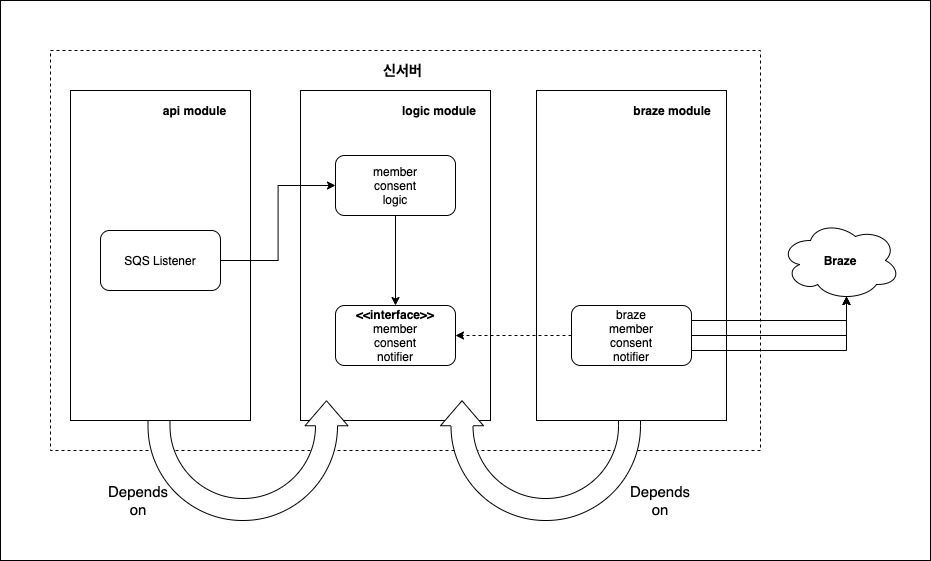 신서버
api module
logic module
braze module
member
consent
logic
SQS Listener
Braze
<<interface>>
member
consent
notifier
braze
member
consent
notifier
Depends
on
Depends
on